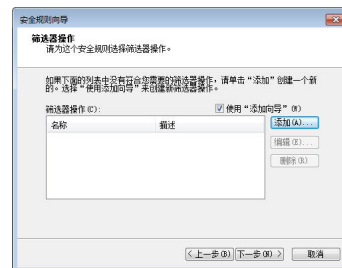 安全规则向导
筛选器操作
请为这个安全规则选择筛选器操作。
如果下面的列表中没有符合您需要的筛选器操作，请单击“添加”创建一个新
的。选择“使用添加向导”来创建新筛选器操作。
筛选器操作(C):
使用“添加向导”(W)
名称 描述
添加(A)...
编辑(E)...
删除(R)
< 上一步(B) 下一步(N) > 取消